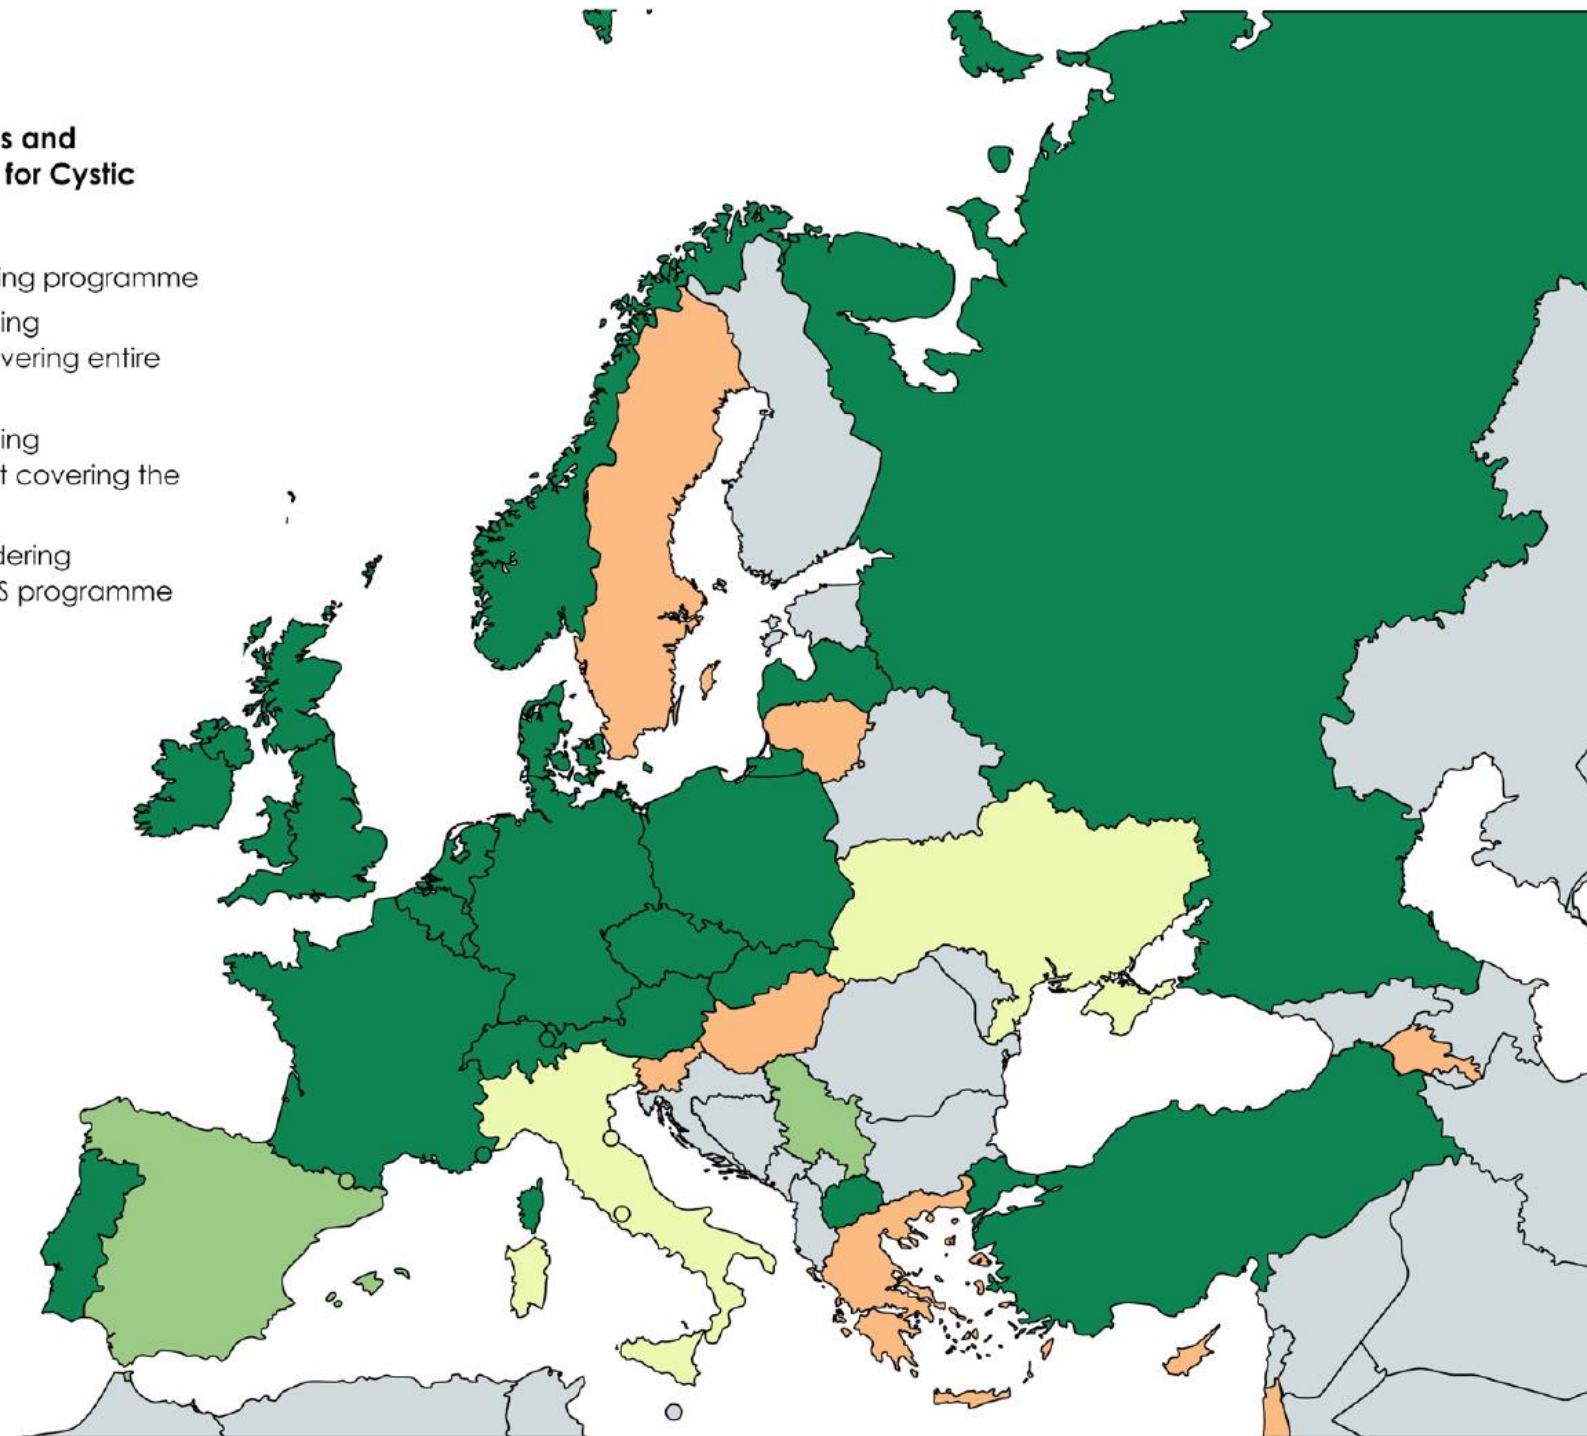 s and
for Cystic
ing programme
ing
vering entire
ing
t covering the
dering
S programme